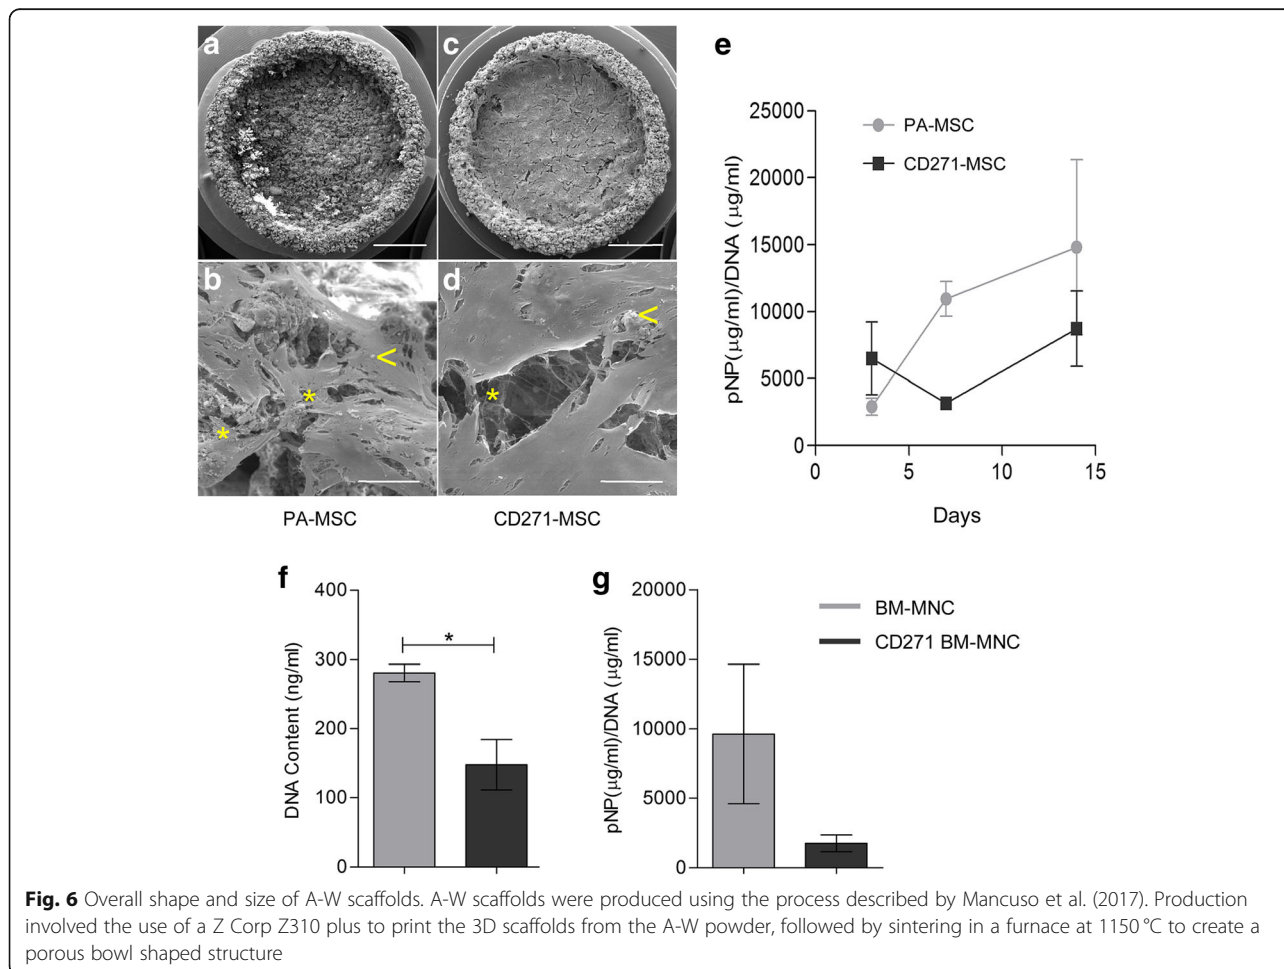 a
c
e
b
d
<
<
*
*
*
PA-MSC
CD271-MSC
25000
20000
15000
10000
5000
0
pNP(µg/ml)/DNA (µg/ml)
PA-MSC
CD271-MSC
0
5
10
15
Days
f
400
300
200
100
0
DNA Content (ng/ml)
*
g
20000
15000
10000
5000
0
pNP(µg/ml)/DNA (µg/ml)
BM-MNC
CD271 BM-MNC
Fig. 6 Overall shape and size of A-W scaffolds. A-W scaffolds were produced using the process described by Mancuso et al. (2017). Production
involved the use of a Z Corp Z310 plus to print the 3D scaffolds from the A-W powder, followed by sintering in a furnace at 1150 °C to create a
porous bowl shaped structure